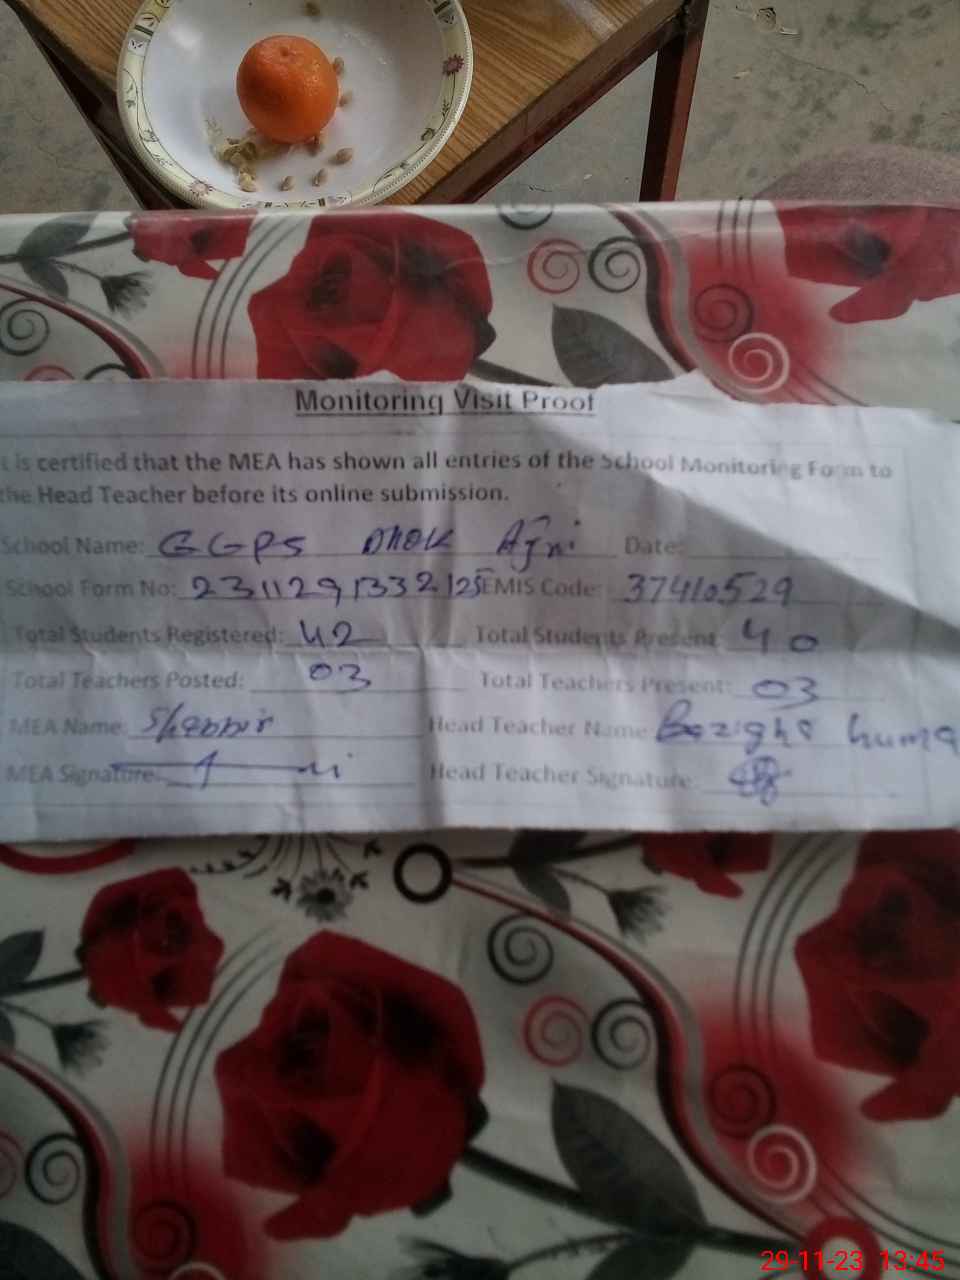 Monitoring Visit Proof
t is certified that the MEA has shown all entries of the School Monitoring Form to
the Head Teacher before its online submission.
School Name: GGPS Dhok Ajni Date:
School Form No: 231129133212 EMIS Code: 37410529
Total Students Registered: 42 Total Students Present: 40
Total Teachers Posted: 03 Total Teachers Present: 03
MEA Name: Shabbir Head Teacher Name: huma
MEA Signature: Head Teacher Signature:
29-11-23 13:45